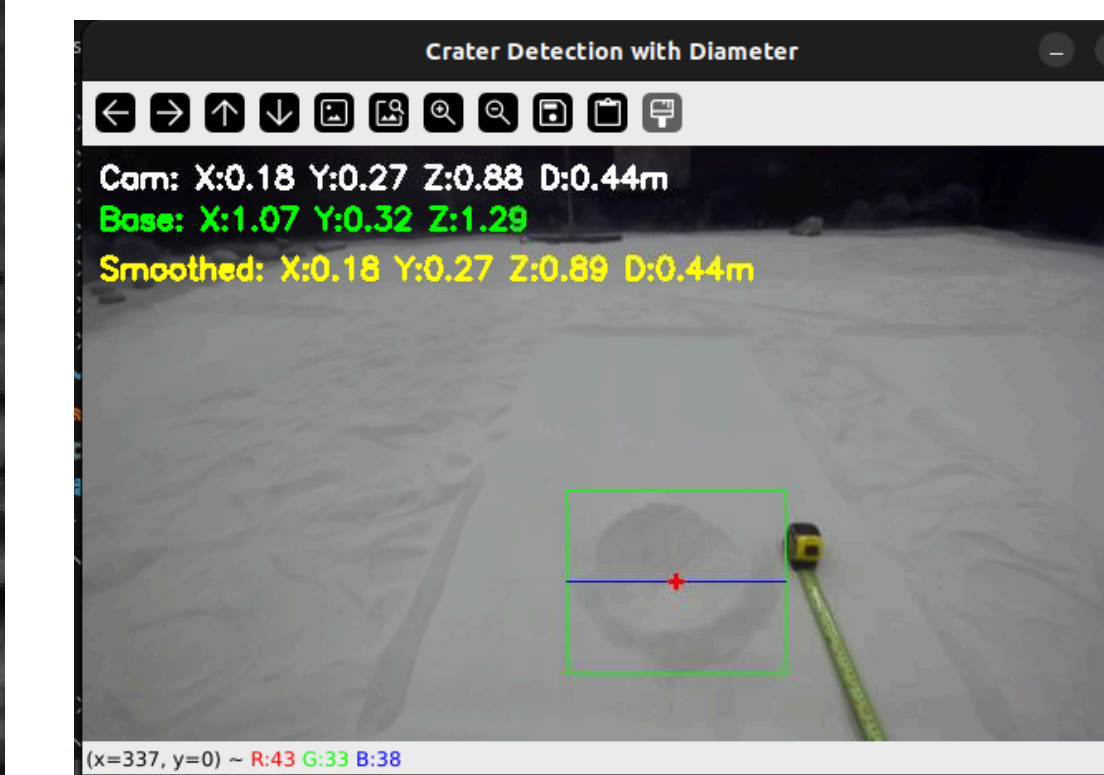 Crater Detection with Diameter
Cam: X:0.18 Y:0.27 Z:0.88 D:0.44m
Base: X:1.07 Y:0.32 Z:1.29
Smoothed: X:0.18 Y:0.27 Z:0.89 D:0.44m
(x=337, y=0) ~ R:43 G:33 B:38